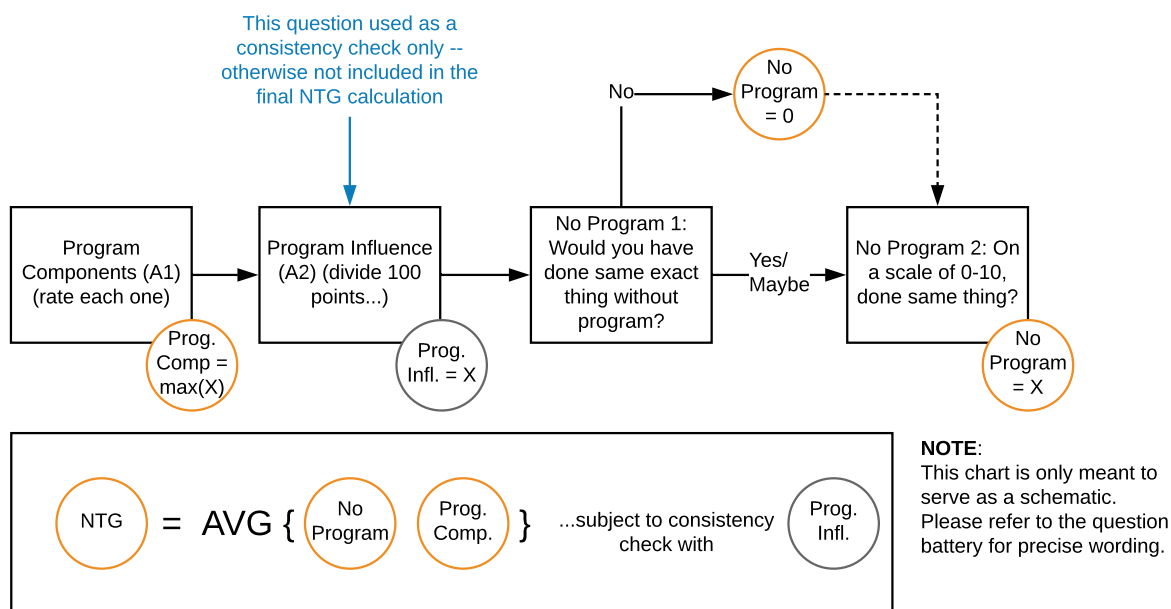 This question used as a
consistency check only --
otherwise not included in the
final NTG calculation
No
No
Program
= 0
Program
Components (A1)
(rate each one)
Prog.
Comp =
max(X)
Program Influence
(A2) (divide 100
points...)
Prog.
Infl. = X
No Program 1:
Would you have
done same exact
thing without
program?
Yes/
Maybe
No Program 2: On
a scale of 0-10,
done same thing?
No
Program
= X
NTG
= AVG {
No
Program
Prog.
Comp.
}
...subject to consistency
check with
Prog.
Infl.
NOTE:
This chart is only meant to
serve as a schematic.
Please refer to the question
battery for precise wording.